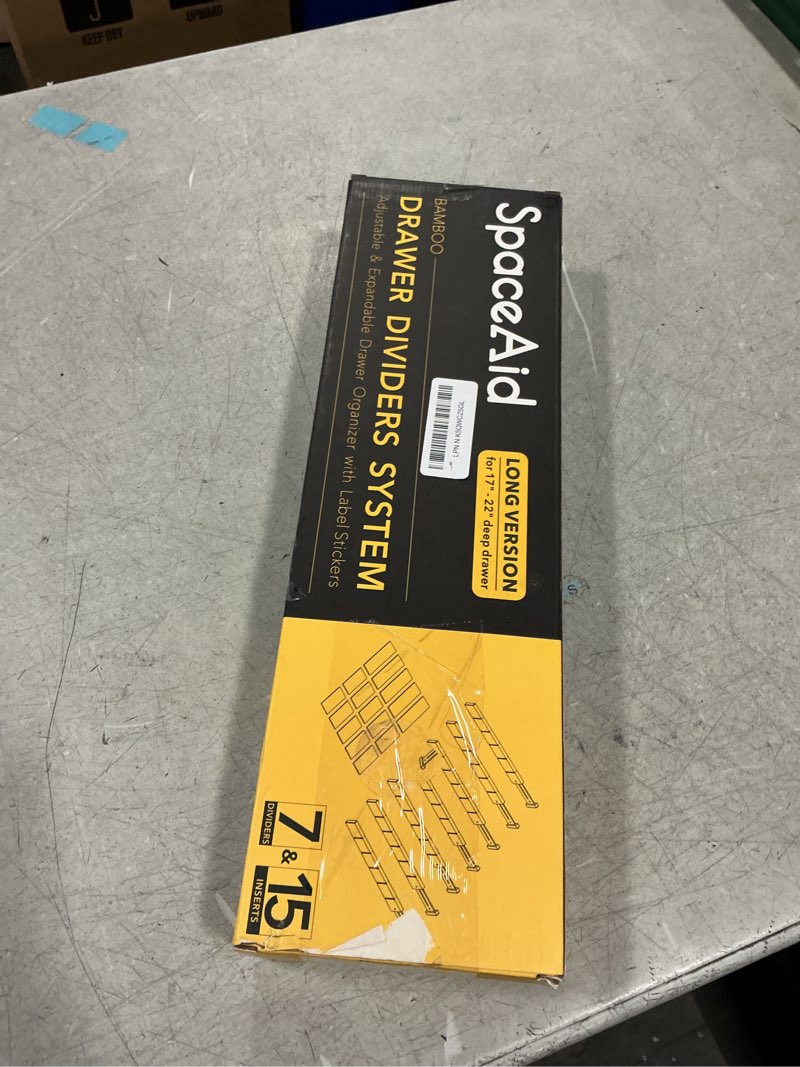 KEEP DRY
UPWARD
SpaceAid
LONG VERSION
for 17" - 22" deep drawer
BAMBOO
DRAWER DIVIDERS SYSTEM
Adjustable & Expandable Drawer Organizer with Label Stickers
7 & 15
DIVIDERS
INSERTS